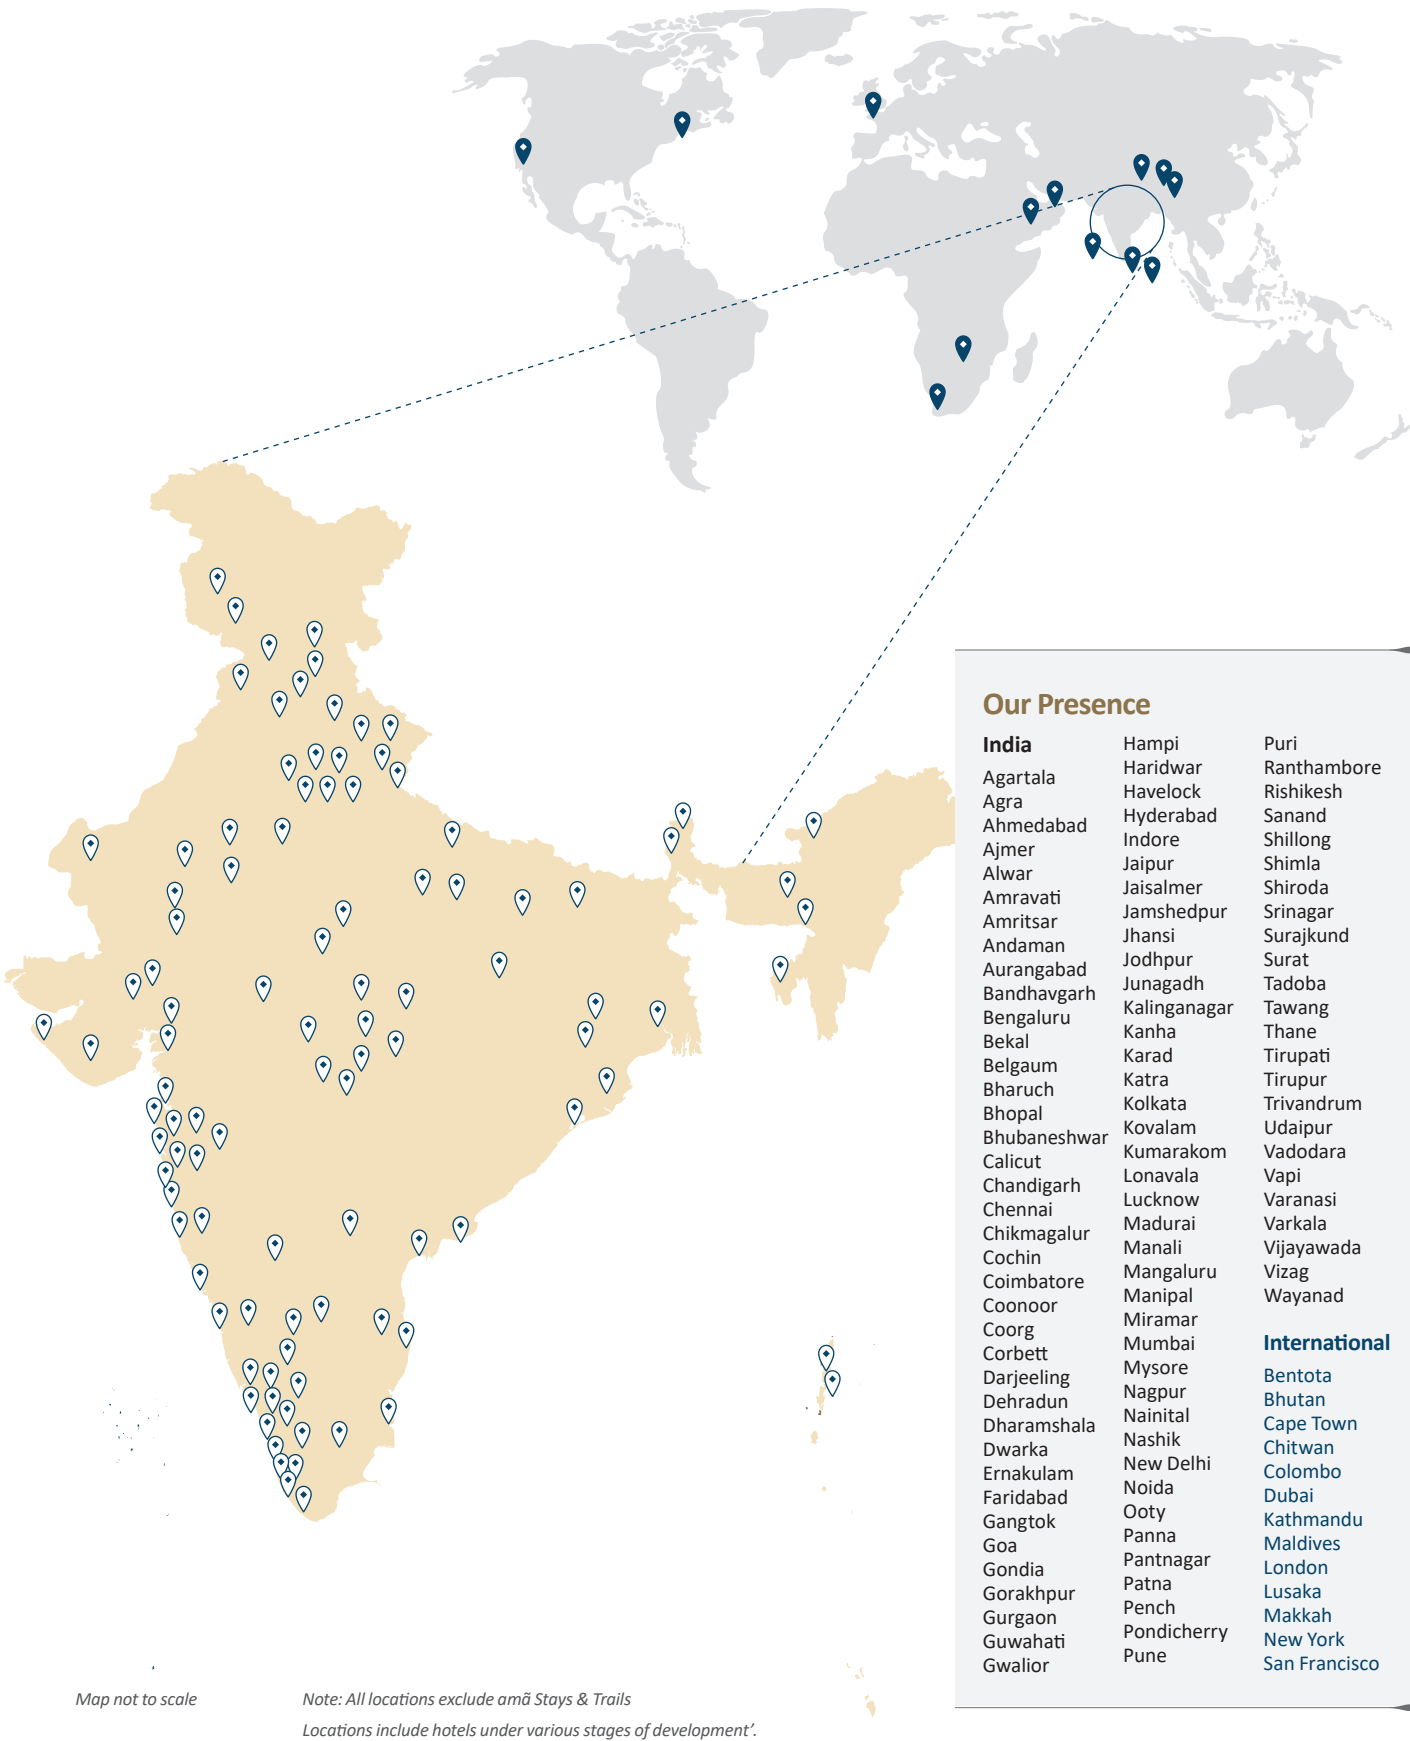 Our Presence
India
Agartala
Agra
Ahmedabad
Ajmer
Alwar
Amravati
Amritsar
Andaman
Aurangabad
Bandhavgarh
Bengaluru
Bekal
Belgaum
Bharuch
Bhopal
Bhubaneshwar
Calicut
Chandigarh
Chennai
Chikmagalur
Cochin
Coimbatore
Coonoor
Coorg
Corbett
Darjeeling
Dehradun
Dharamshala
Dwarka
Ernakulam
Faridabad
Gangtok
Goa
Gondia
Gorakhpur
Gurgaon
Guwahati
Gwalior
Hampi
Haridwar
Havelock
Hyderabad
Indore
Jaipur
Jaisalmer
Jamshedpur
Jhansi
Jodhpur
Junagadh
Kalinganagar
Kanha
Karad
Katra
Kolkata
Kovalam
Kumarakom
Lonavala
Lucknow
Madurai
Manali
Mangaluru
Manipal
Miramar
Mumbai
Mysore
Nagpur
Nainital
Nashik
New Delhi
Noida
Ooty
Panna
Pantnagar
Patna
Pench
Pondicherry
Pune
Puri
Ranthambore
Rishikesh
Sanand
Shillong
Shimla
Shiroda
Srinagar
Surajkund
Surat
Tadoba
Tawang
Thane
Tirupati
Tirupur
Trivandrum
Udaipur
Vadodara
Vapi
Varanasi
Varkala
Vijayawada
Vizag
Wayanad
International
Bentota
Bhutan
Cape Town
Chitwan
Colombo
Dubai
Kathmandu
Maldives
London
Lusaka
Makkah
New York
San Francisco
Map not to scale
Note: All locations exclude amã Stays & Trails
Locations include hotels under various stages of development’.